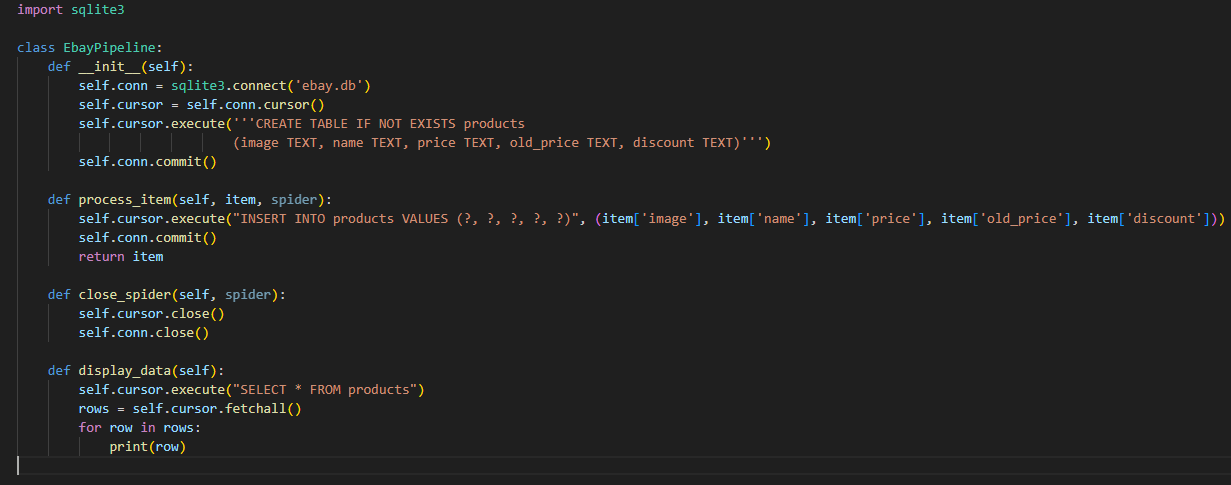 import sqlite3

class EbayPipeline:
    def __init__(self):
        self.conn = sqlite3.connect('ebay.db')
        self.cursor = self.conn.cursor()
        self.cursor.execute('''CREATE TABLE IF NOT EXISTS products
                            (image TEXT, name TEXT, price TEXT, old_price TEXT, discount TEXT)''')
        self.conn.commit()

    def process_item(self, item, spider):
        self.cursor.execute("INSERT INTO products VALUES (?, ?, ?, ?, ?)", (item['image'], item['name'], item['price'], item['old_price'], item['discount']))
        self.conn.commit()
        return item

    def close_spider(self, spider):
        self.cursor.close()
        self.conn.close()

    def display_data(self):
        self.cursor.execute("SELECT * FROM products")
        rows = self.cursor.fetchall()
        for row in rows:
            print(row)